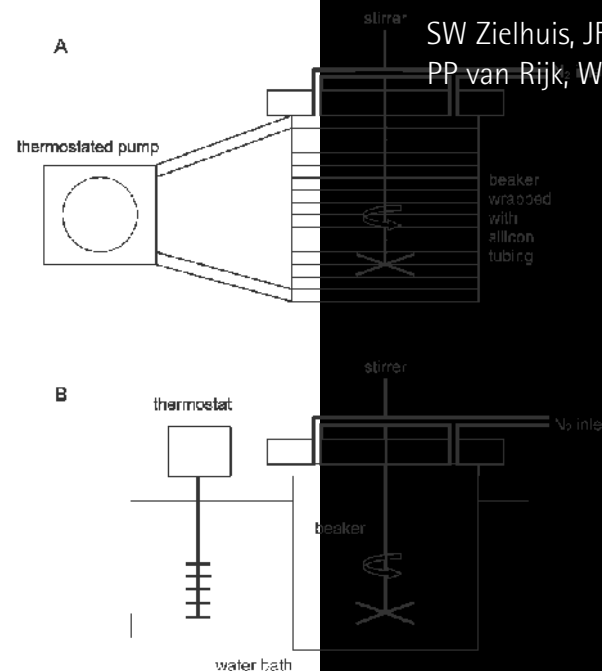 stirrer
SW Zielhuis, JF
A
PP van Rijk, W
thermostated pump
beaker
wrapped
with
silicon
tubing
stirrer
B
thermostat
N₂ inle
beaker
water bath